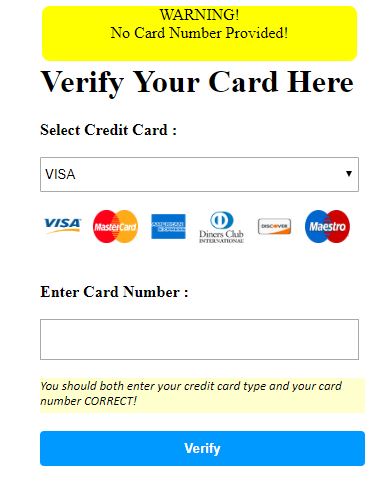 WARNING!
No Card Number Provided!
Verify Your Card Here
Select Credit Card :
VISA
VISA MasterCard AMERICAN EXPRESS Diners Club INTERNATIONAL DISCOVER Maestro
Enter Card Number :
You should both enter your credit card type and your card
number CORRECT!
Verify